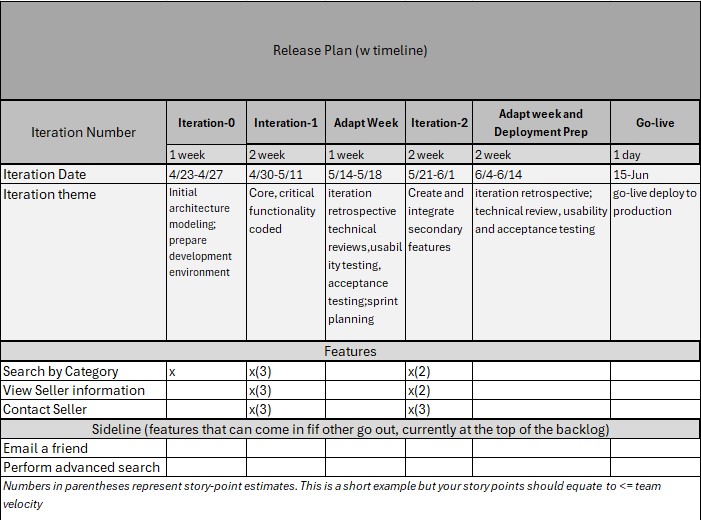 Release Plan (w timeline)
Iteration Number
Iteration-0
Interation-1
Adapt Week
Iteration-2
Adapt week and
Deployment Prep
Go-live
1 week
2 week
1 week
2 week
2 week
1 day
Iteration Date
4/23-4/27
4/30-5/11
5/14-5/18
5/21-6/1
6/4-6/14
15-Jun
Iteration theme
Initial
architecture
modeling;
prepare
development
environment
Core, critical
functionality
coded
iteration
retrospective
technical
reviews,usabil
ity testing,
acceptance
testing;sprint
planning
Create and
integrate
secondary
features
iteration retrospective;
technical review, usability
and acceptance testing
go-live deploy to
production
Features
Search by Category
x
x(3)
x(2)
View Seller information
x(3)
x(2)
Contact Seller
x(3)
x(3)
Sideline (features that can come in fif other go out, currently at the top of the backlog)
Email a friend
Perform advanced search
Numbers in parentheses represent story-point estimates. This is a short example but your story points should equate to <= team
velocity